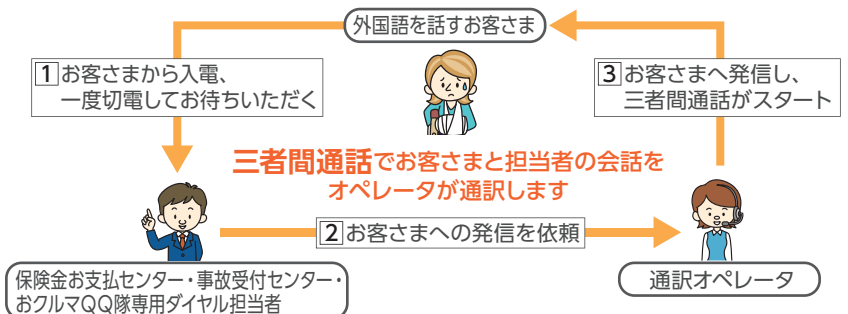 外国語を話すお客さま
1 お客さまから入電、
一度切電してお待ちいただく
3 お客さまへ発信し、
三者間通話がスタート
三者間通話でお客さまと担当者の会話を
オペレータが通訳します
2 お客さまへの発信を依頼
保険金お支払センター・事故受付センター・
おクルマQQ隊専用ダイヤル担当者
通訳オペレータ